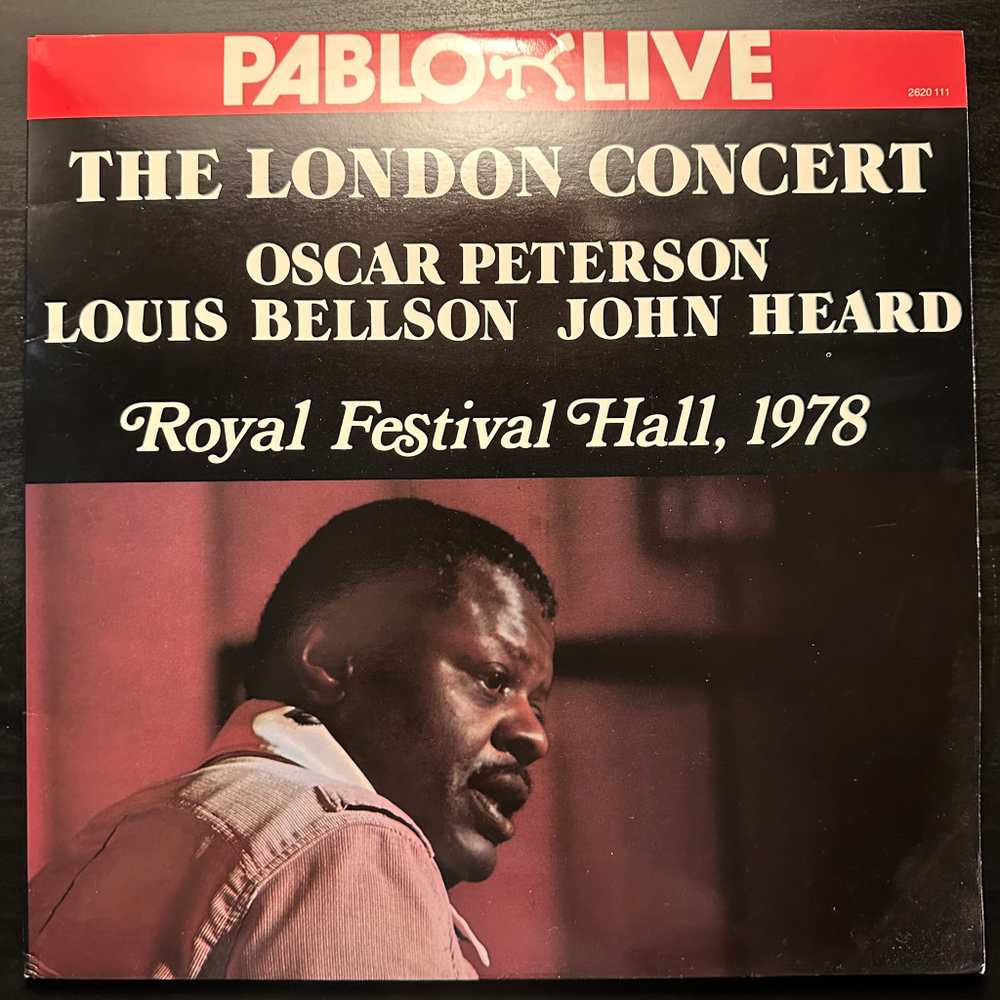 PABLO LIVE
2620 111
THE LONDON CONCERT
OSCAR PETERSON
LOUIS BELLSON JOHN HEARD
Royal Festival Hall, 1978